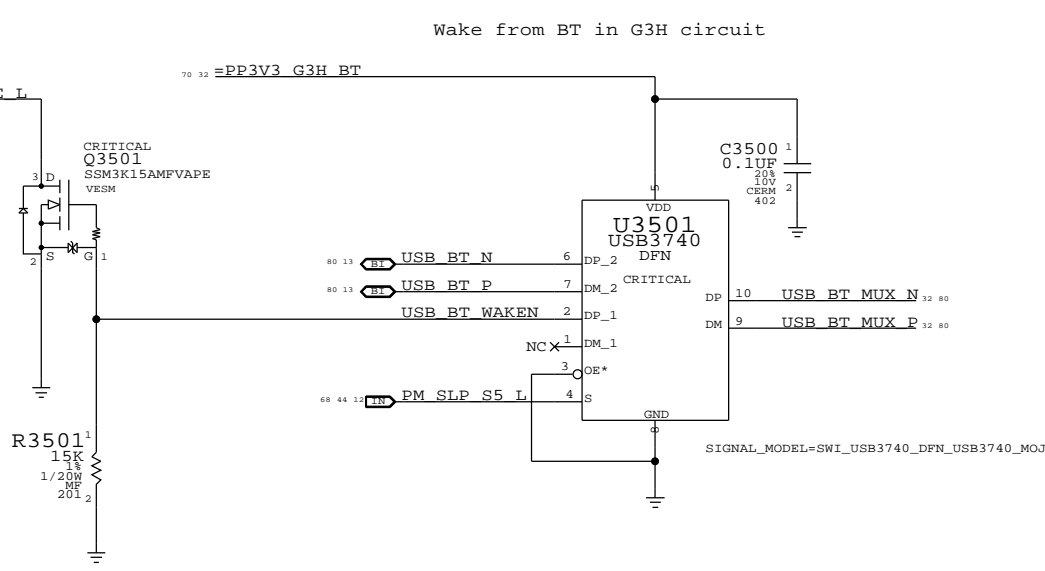 Wake from BT in G3H circuit
70 32 =PP3V3_G3H_BT
_L
CRITICAL
Q3501
SSM3K15AMFVAPE
VESM
3 D
2 S
G 1
C3500 1
0.1UF
20%
10V
CERM 2
402
5
VDD
U3501
USB3740
DFN
CRITICAL
80 13 BI USB_BT_N 6 DP_2
80 13 BI USB_BT_P 7 DM_2
USB_BT_WAKEN 2 DP_1
NC 1 DM_1
3 OE*
68 44 12 IN PM_SLP_S5_L 4 S
DP 10 USB_BT_MUX_N 32 80
DM 9 USB_BT_MUX_P 32 80
GND
8
SIGNAL_MODEL=SWI_USB3740_DFN_USB3740_MOJ
R3501 1
15K
1%
1/20W
MF
201 2